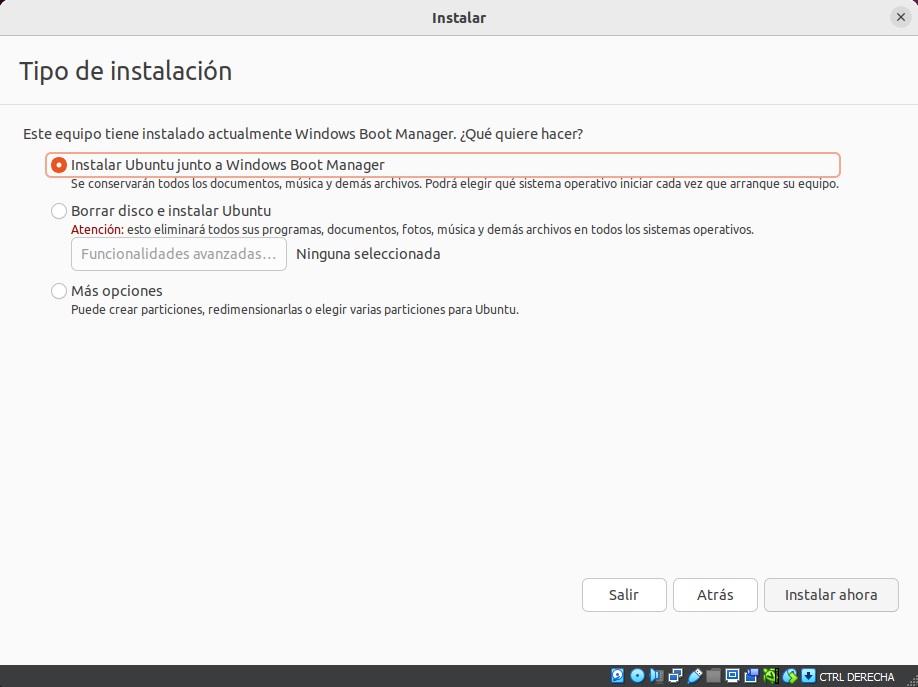 Instalar
Tipo de instalación
Este equipo tiene instalado actualmente Windows Boot Manager. ¿Qué quiere hacer?
Instalar Ubuntu junto a Windows Boot Manager
Se conservarán todos los documentos, música y demás archivos. Podrá elegir qué sistema operativo iniciar cada vez que arranque su equipo.
Borrar disco e instalar Ubuntu
Atención: esto eliminará todos sus programas, documentos, fotos, música y demás archivos en todos los sistemas operativos.
Funcionalidades avanzadas… Ninguna seleccionada
Más opciones
Puede crear particiones, redimensionarlas o elegir varias particiones para Ubuntu.
Salir Atrás Instalar ahora
CTRL DERECHA